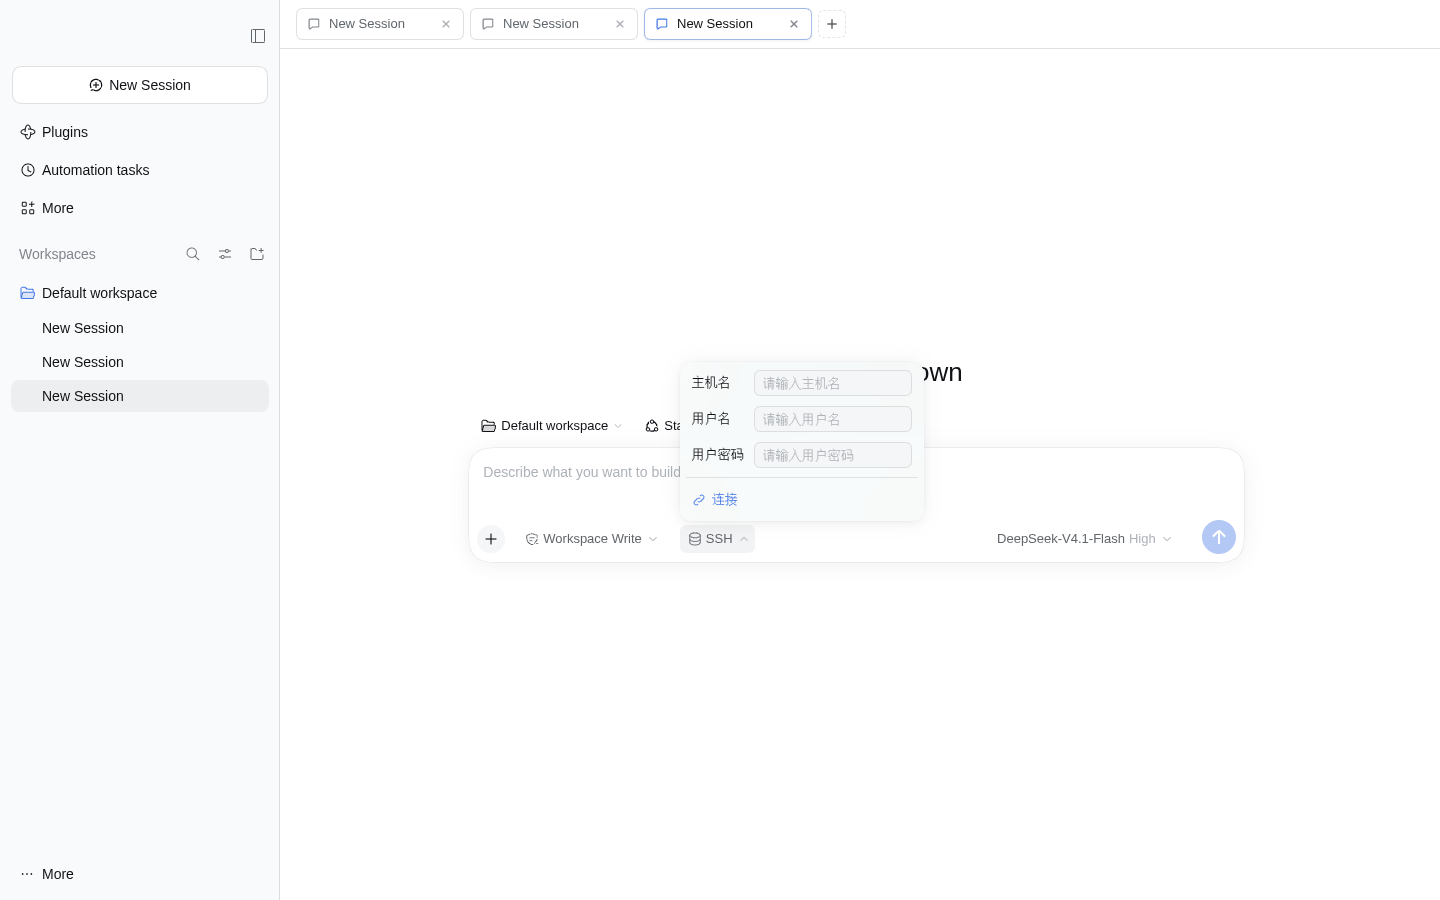 New Session
New Session
New Session
New Session
Plugins
Automation tasks
More
Workspaces
Default workspace
New Session
New Session
New Session
More
主机名 请输入主机名
用户名 请输入用户名
用户密码 请输入用户密码
连接
Default workspace
Describe what you want to build
Workspace Write
SSH
DeepSeek-V4.1-Flash High